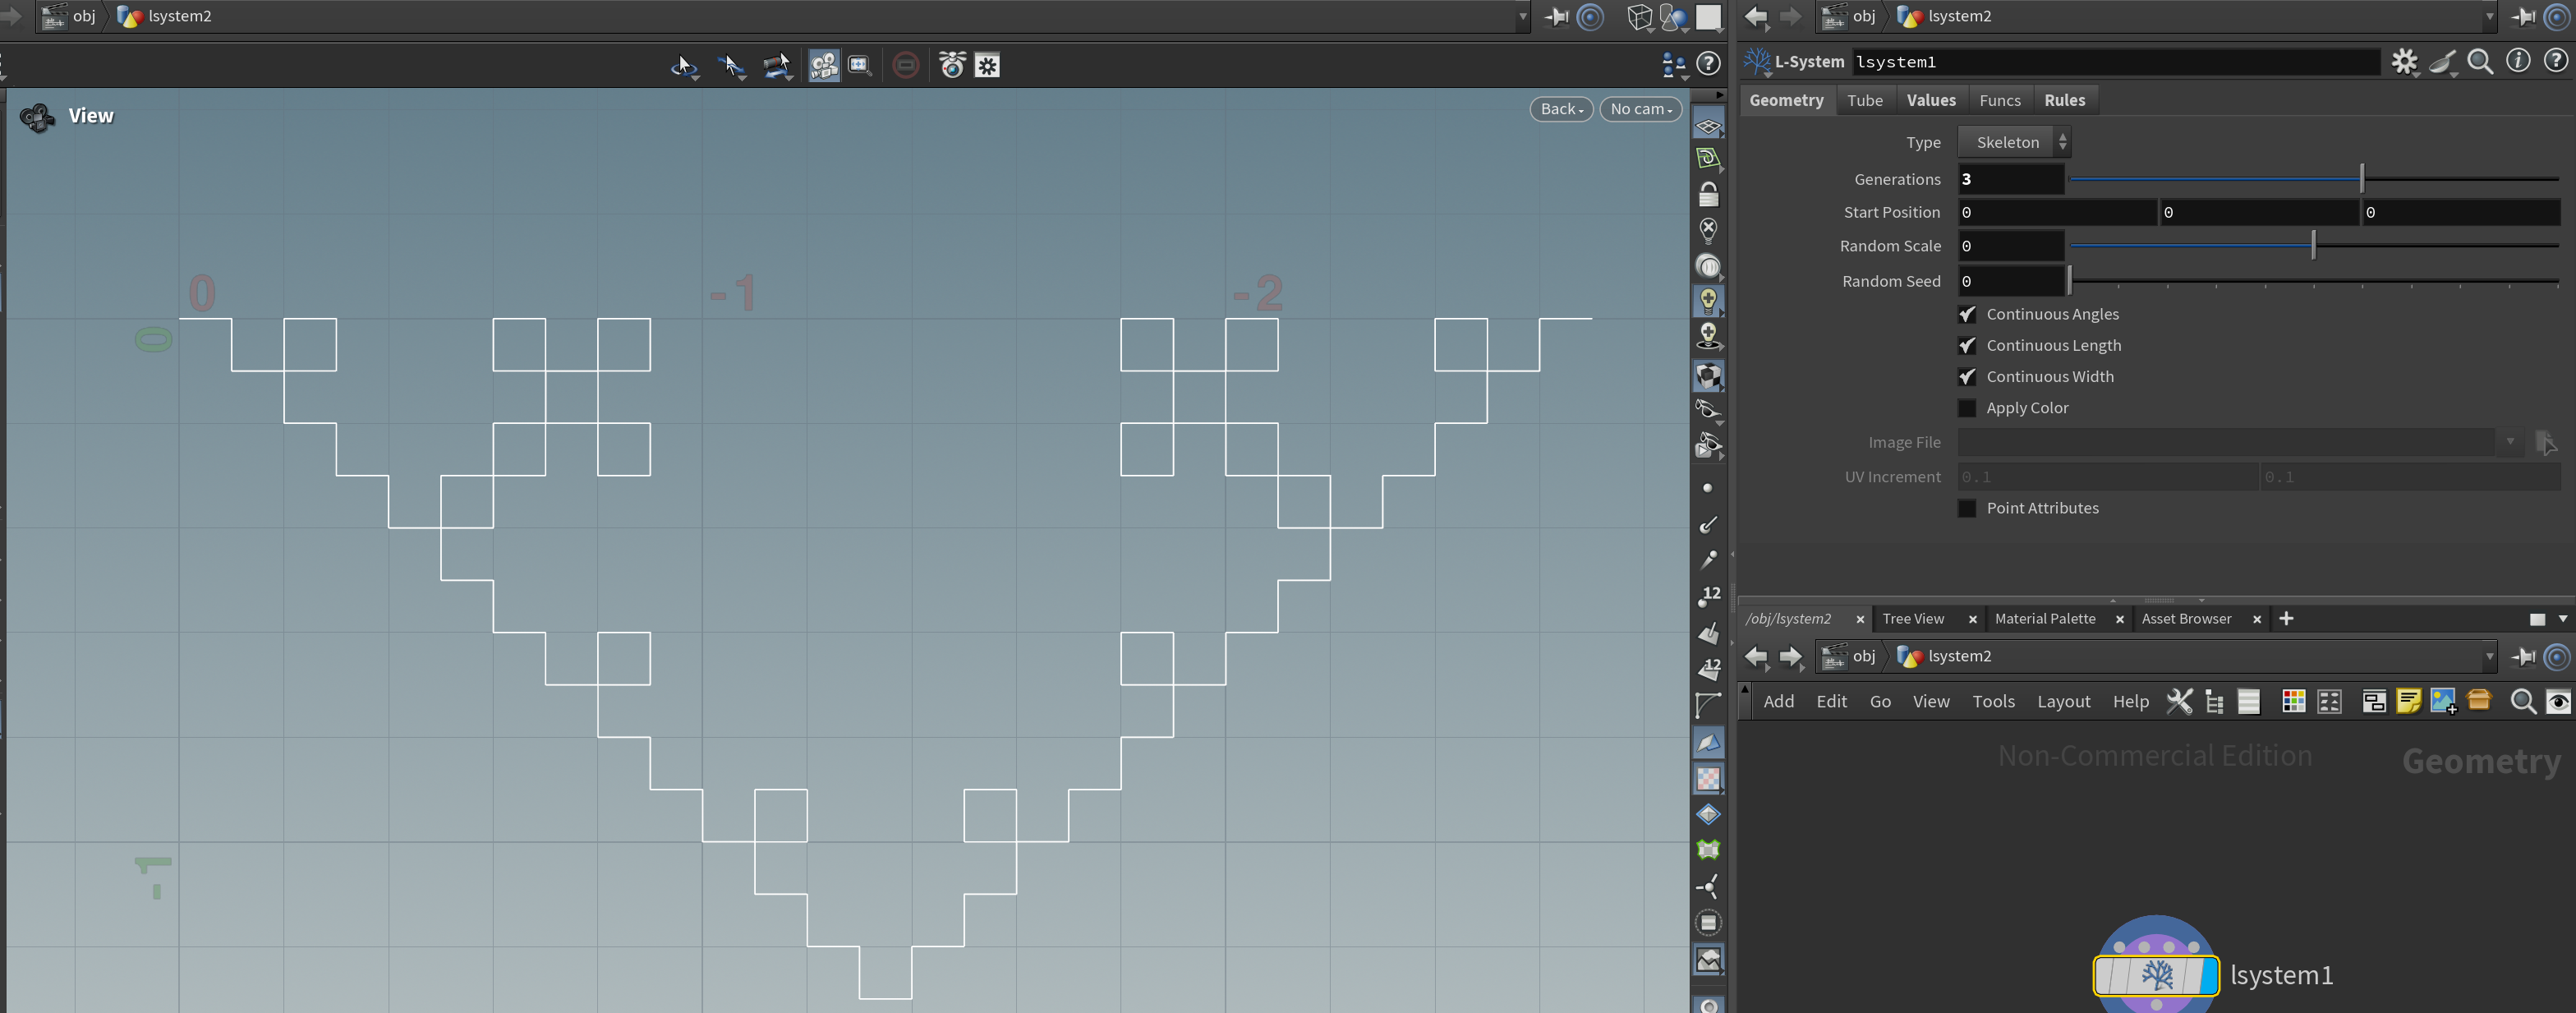 obj lsystem2
obj lsystem2
L-System lsystem1
View
Back
No cam
Geometry Tube Values Funcs Rules
Type Skeleton
Generations 3
Start Position 0 0 0
Random Scale 0
Random Seed 0
Continuous Angles
Continuous Length
Continuous Width
Apply Color
Image File
UV Increment 0.1 0.1
Point Attributes
0 -1 -2
0
-1
12
12
/obj/lsystem2 Tree View Material Palette Asset Browser
obj lsystem2
Add Edit Go View Tools Layout Help
Non-Commercial Edition
Geometry
lsystem1